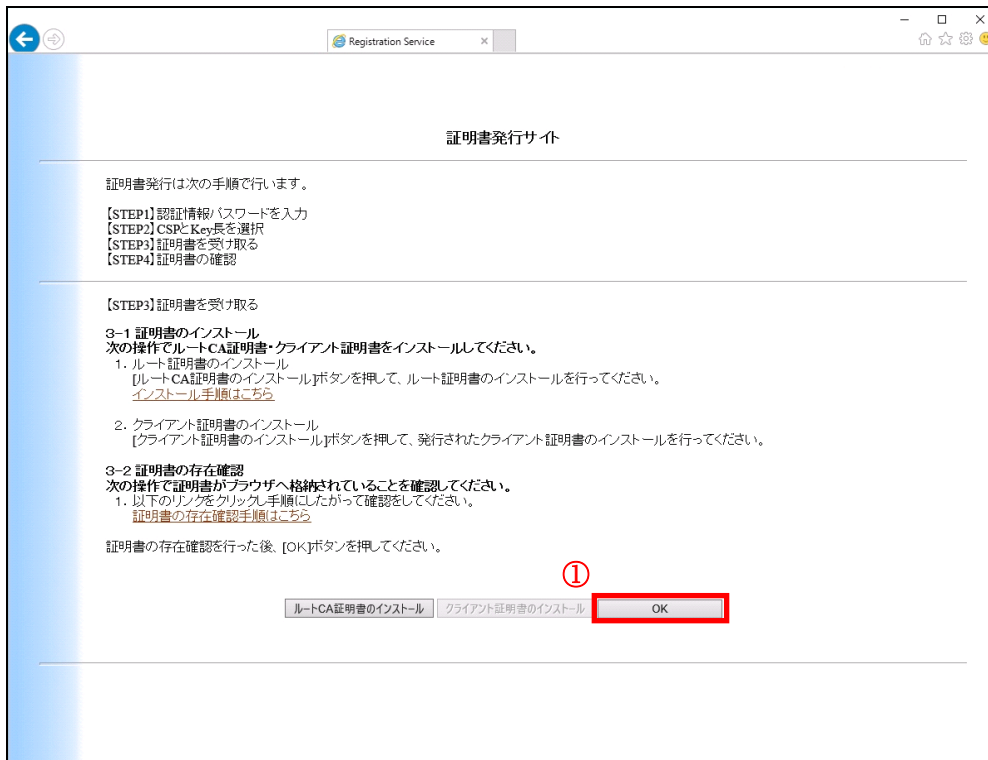 Registration Service
証明書発行サイト
証明書発行は次の手順で行います。
【STEP1】認証情報パスワードを入力
【STEP2】CSPとKey長を選択
【STEP3】証明書を受け取る
【STEP4】証明書の確認
【STEP3】証明書を受け取る
3-1 証明書のインストール
次の操作でルートCA証明書・クライアント証明書をインストールしてください。
1. ルート証明書のインストール
[ルートCA証明書のインストール]ボタンを押して、ルート証明書のインストールを行ってください。
インストール手順はこちら
2. クライアント証明書のインストール
[クライアント証明書のインストール]ボタンを押して、発行されたクライアント証明書のインストールを行ってください。
3-2 証明書の存在確認
次の操作で証明書がブラウザへ格納されていることを確認してください。
1. 以下のリンクをクリックし手順にしたがって確認をしてください。
証明書の存在確認手順はこちら
証明書の存在確認を行った後、[OK]ボタンを押してください。
①
ルートCA証明書のインストール クライアント証明書のインストール OK